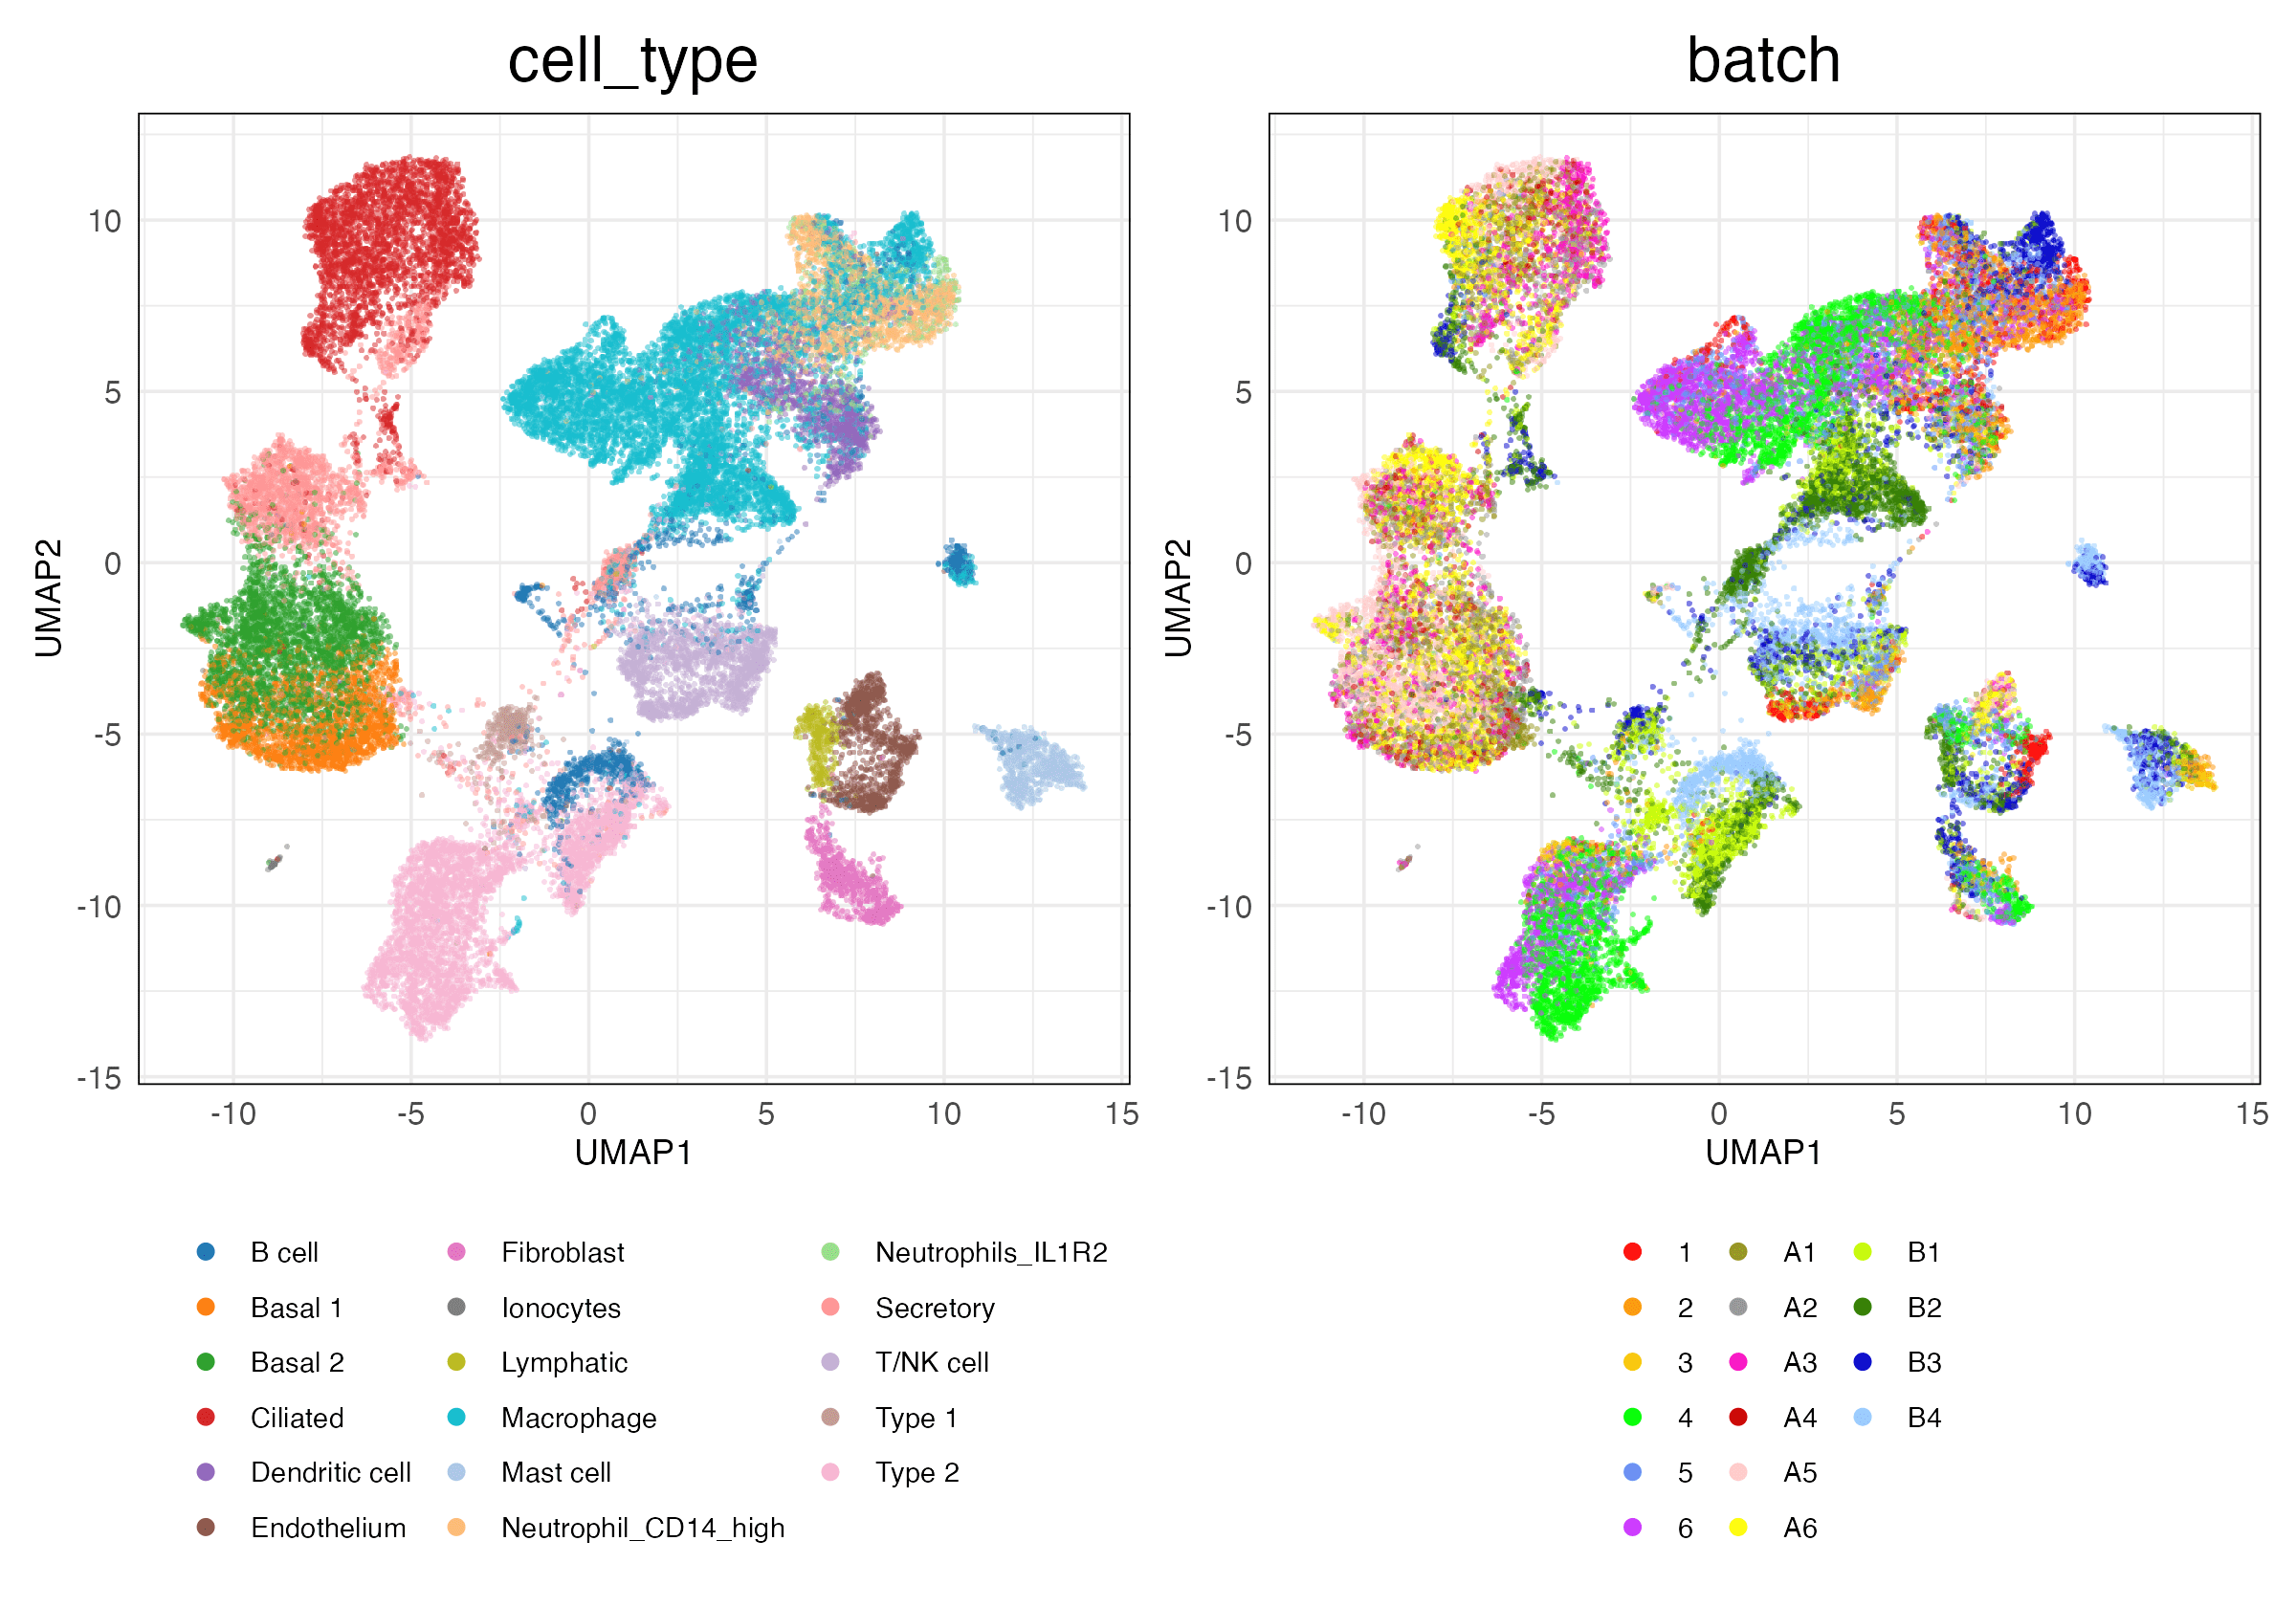 cell_type
10
5
0
-5
-10
-15
UMAP2
-10 -5 0 5 10 15
UMAP1
B cell Fibroblast Neutrophils_IL1R2
Basal 1 Ionocytes Secretory
Basal 2 Lymphatic T/NK cell
Ciliated Macrophage Type 1
Dendritic cell Mast cell Type 2
Endothelium Neutrophil_CD14_high
batch
10
5
0
-5
-10
-15
UMAP2
-10 -5 0 5 10 15
UMAP1
1 A1 B1
2 A2 B2
3 A3 B3
4 A4 B4
5 A5
6 A6